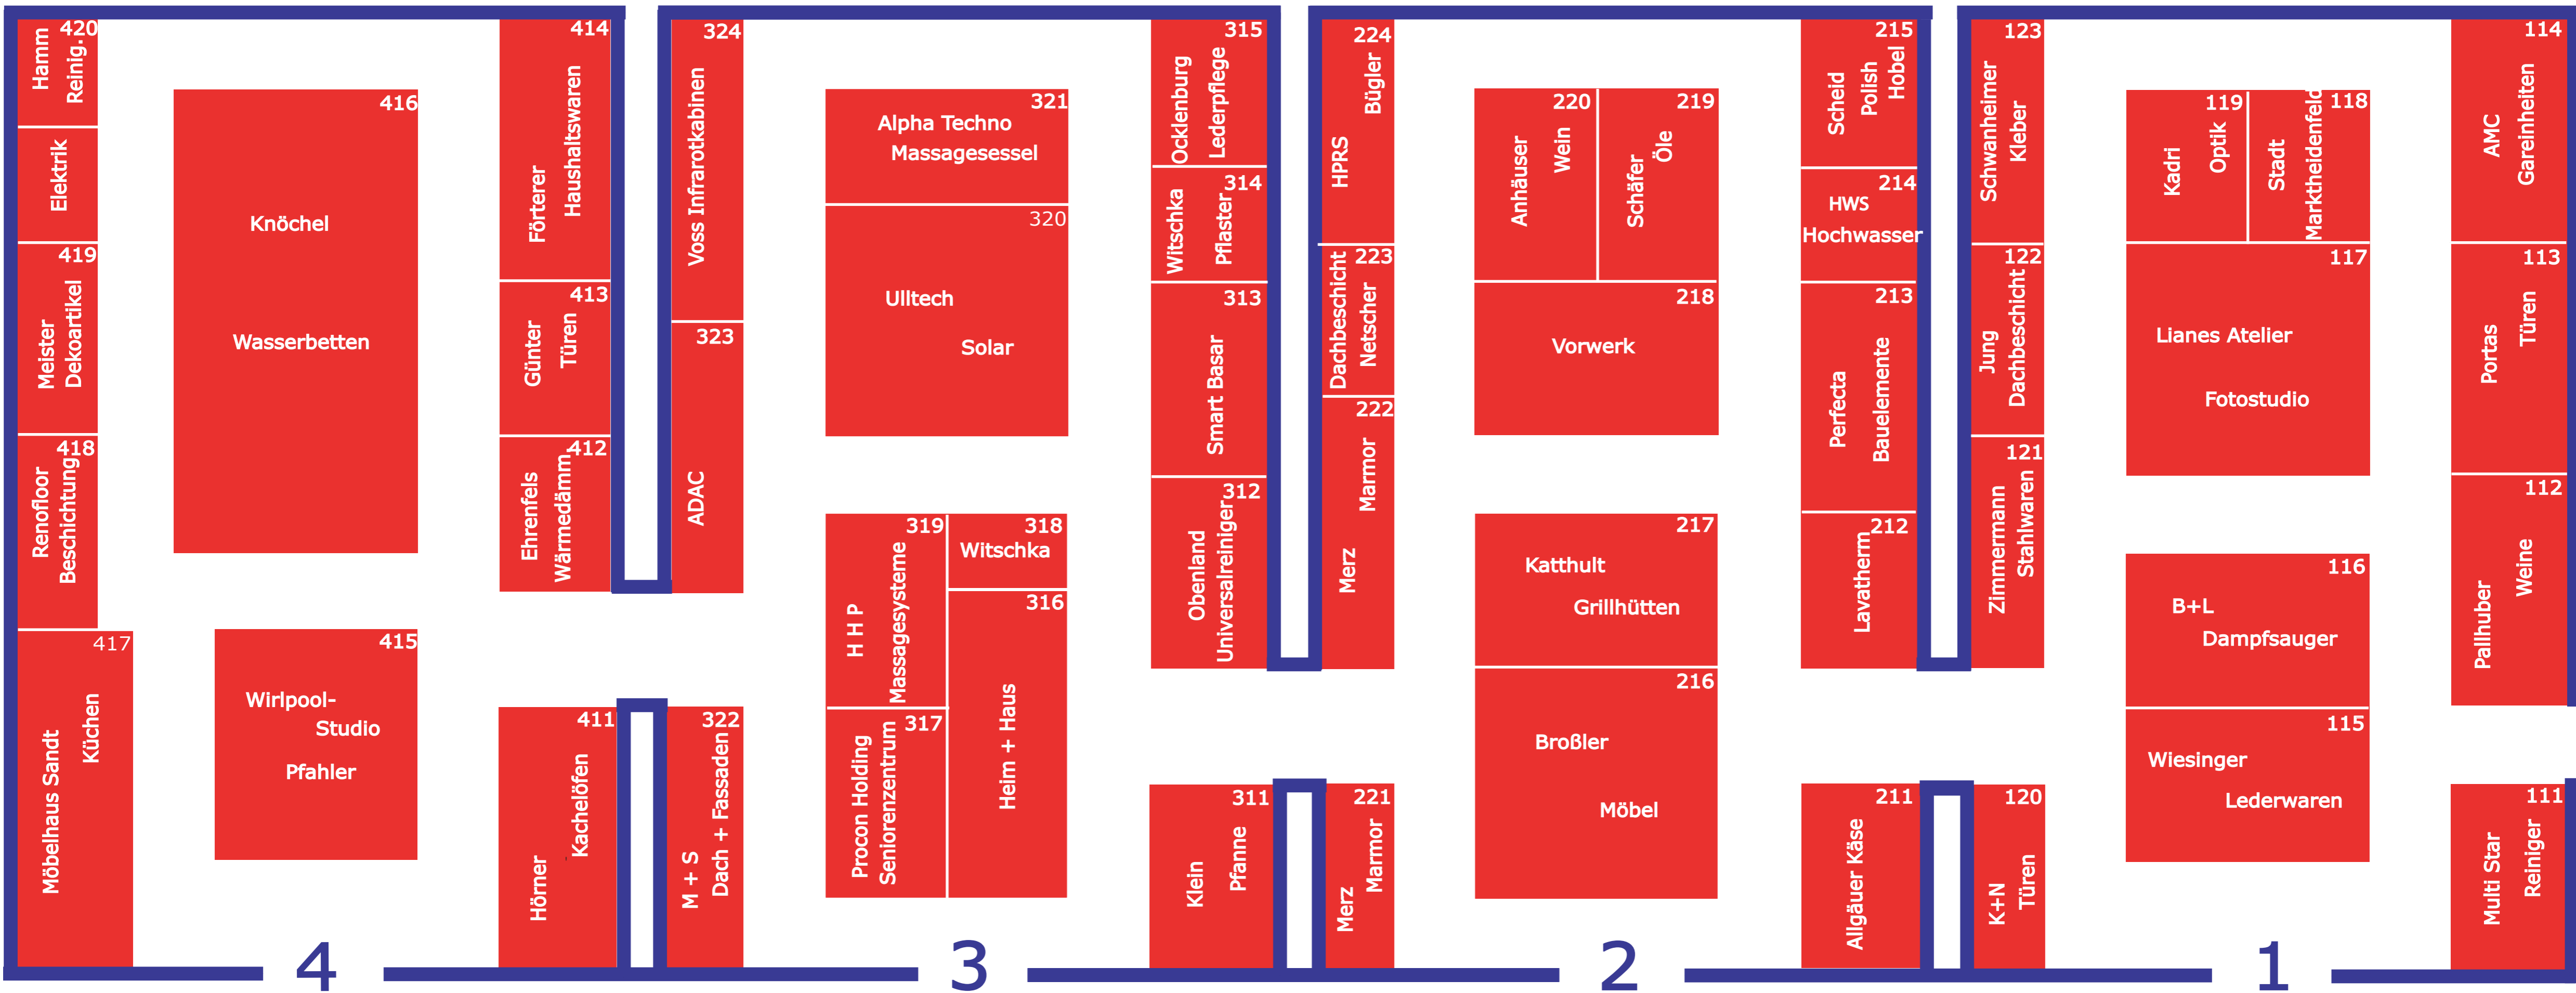 420
Hamm
Reinig.
Elektrik
419
Meister
Dekoartikel
418
Renofloor
Beschichtung
417
Möbelhaus Sandt
Küchen
416
Knöchel
Wasserbetten
415
Wirlpool-
Studio
Pfahler
414
Förterer
Haushaltswaren
413
Günter
Türen
412
Ehrenfels
Wärmedämm.
411
Hörner
Kachelöfen
4
324
Voss Infrarotkabinen
323
ADAC
322
M + S
Dach + Fassaden
321
Alpha Techno
Massagesessel
320
Ulltech
Solar
319
H H P
Massagesysteme
318
Witschka
316
Heim + Haus
317
Procon Holding
Seniorenzentrum
315
Ocklenburg
Lederpflege
314
Witschka
Pflaster
313
Smart Basar
312
Obenland
Universalreiniger
311
Klein
Pfanne
3
224
HPRS
Bügler
223
Dachbeschicht
Netscher
222
Merz
Marmor
221
Merz
Marmor
220
Anhäuser
Wein
219
Schäfer
Öle
218
Vorwerk
217
Katthult
Grillhütten
216
Broßler
Möbel
215
Scheid
Polish
Hobel
214
HWS
Hochwasser
213
Perfecta
Bauelemente
212
Lavatherm
211
Allgäuer Käse
2
123
Schwanheimer
Kleber
122
Jung
Dachbeschicht
121
Zimmermann
Stahlwaren
120
K+N
Türen
119
Kadri
Optik
118
Stadt
Marktheidenfeld
117
Lianes Atelier
Fotostudio
116
B+L
Dampfsauger
115
Wiesinger
Lederwaren
114
AMC
Gareinheiten
113
Portas
Türen
112
Pallhuber
Weine
111
Multi Star
Reiniger
1